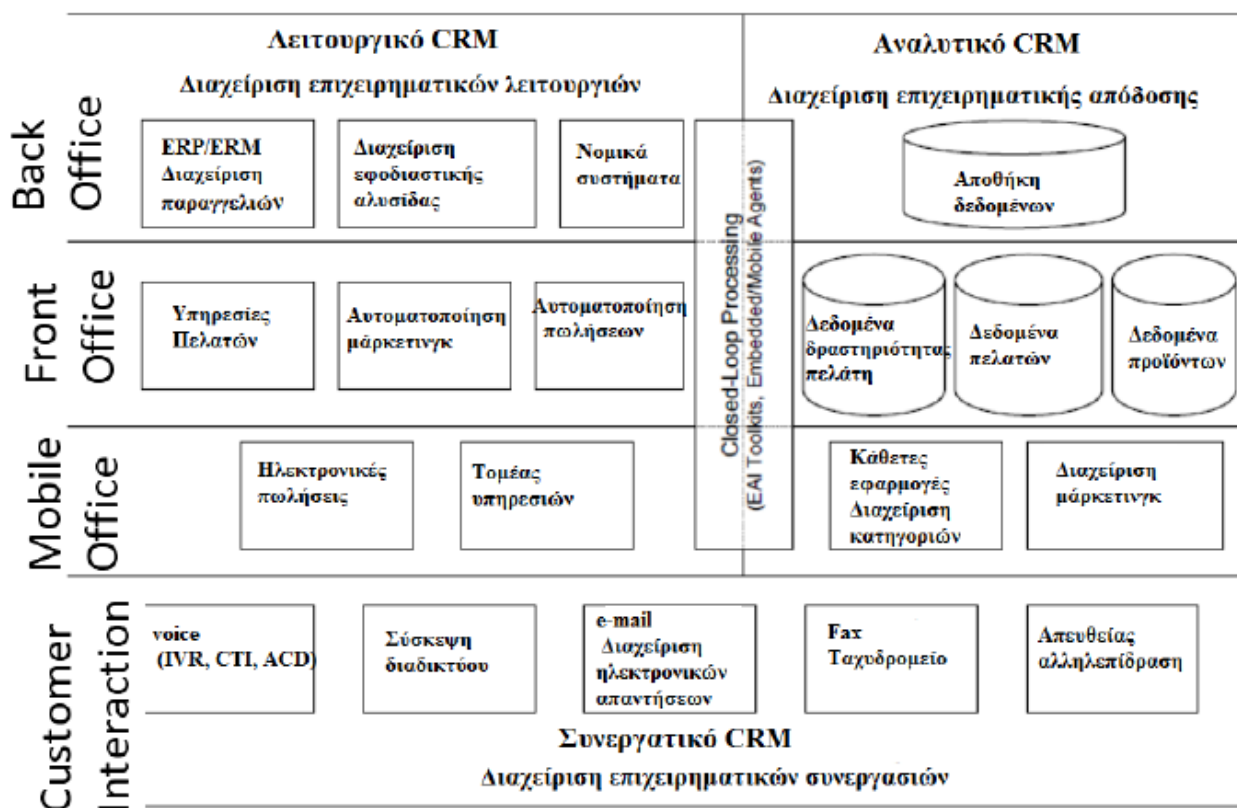 Λειτουργικό CRM
Διαχείριση επιχειρηματικών λειτουργιών
Αναλυτικό CRM
Διαχείριση επιχειρηματικής απόδοσης
Back
Office
ERP/ERM
Διαχείριση
παραγγελιών
Διαχείριση
εφοδιαστικής
αλυσίδας
Νομικά
συστήματα
Closed-Loop Processing
(EAI Toolkits, Embedded/Mobile Agents)
Αποθήκη
δεδομένων
Front
Office
Υπηρεσίες
Πελατών
Αυτοματοποίηση
μάρκετινγκ
Αυτοματοποίηση
πωλήσεων
Δεδομένα
δραστηριότητας
πελάτη
Δεδομένα
πελατών
Δεδομένα
προϊόντων
Mobile
Office
Ηλεκτρονικές
πωλήσεις
Τομέας
υπηρεσιών
Κάθετες
εφαρμογές
Διαχείριση
κατηγοριών
Διαχείριση
μάρκετινγκ
Customer
Interaction
voice
(IVR, CTI, ACD)
Σύσκεψη
διαδικτύου
e-mail
Διαχείριση
ηλεκτρονικών
απαντήσεων
Fax
Ταχυδρομείο
Απευθείας
αλληλεπίδραση
Συνεργατικό CRM
Διαχείριση επιχειρηματικών συνεργασιών